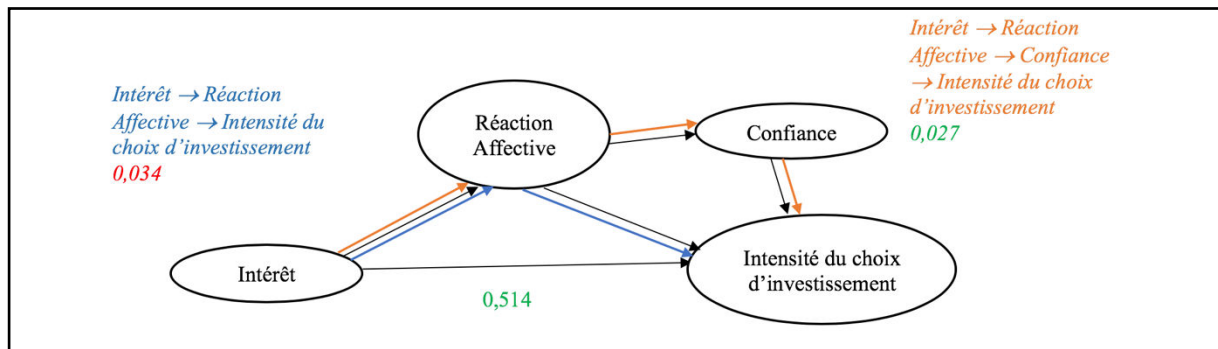 Intérêt → Réaction
Affective → Intensité du
choix d’investissement
0,034
Intérêt → Réaction
Affective → Confiance
→ Intensité du choix
d’investissement
0,027
Réaction
Affective
Confiance
Intérêt
Intensité du choix
d’investissement
0,514